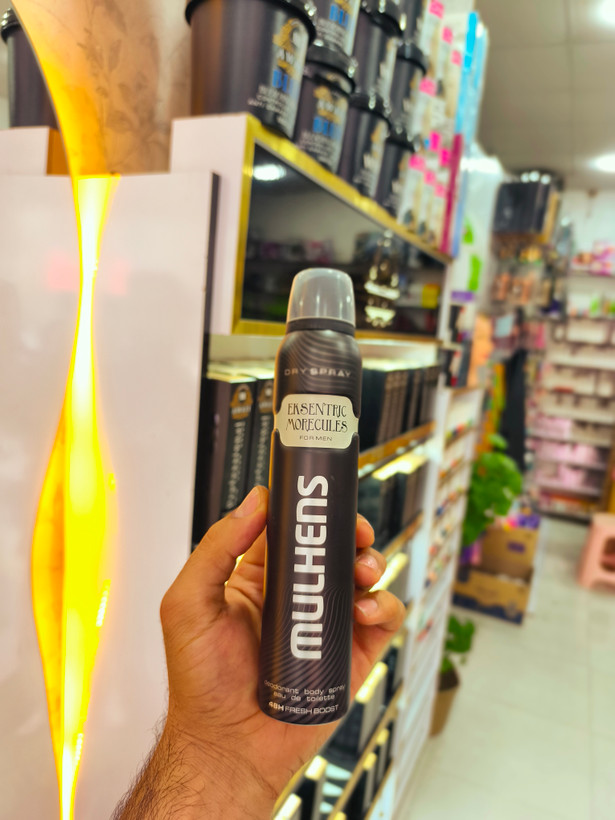 DRY SPRAY
EKSENTRIC
MORECULES
FOR MEN
MULHENS
deodorant body spray
eau de toilette
48H FRESH BOOST